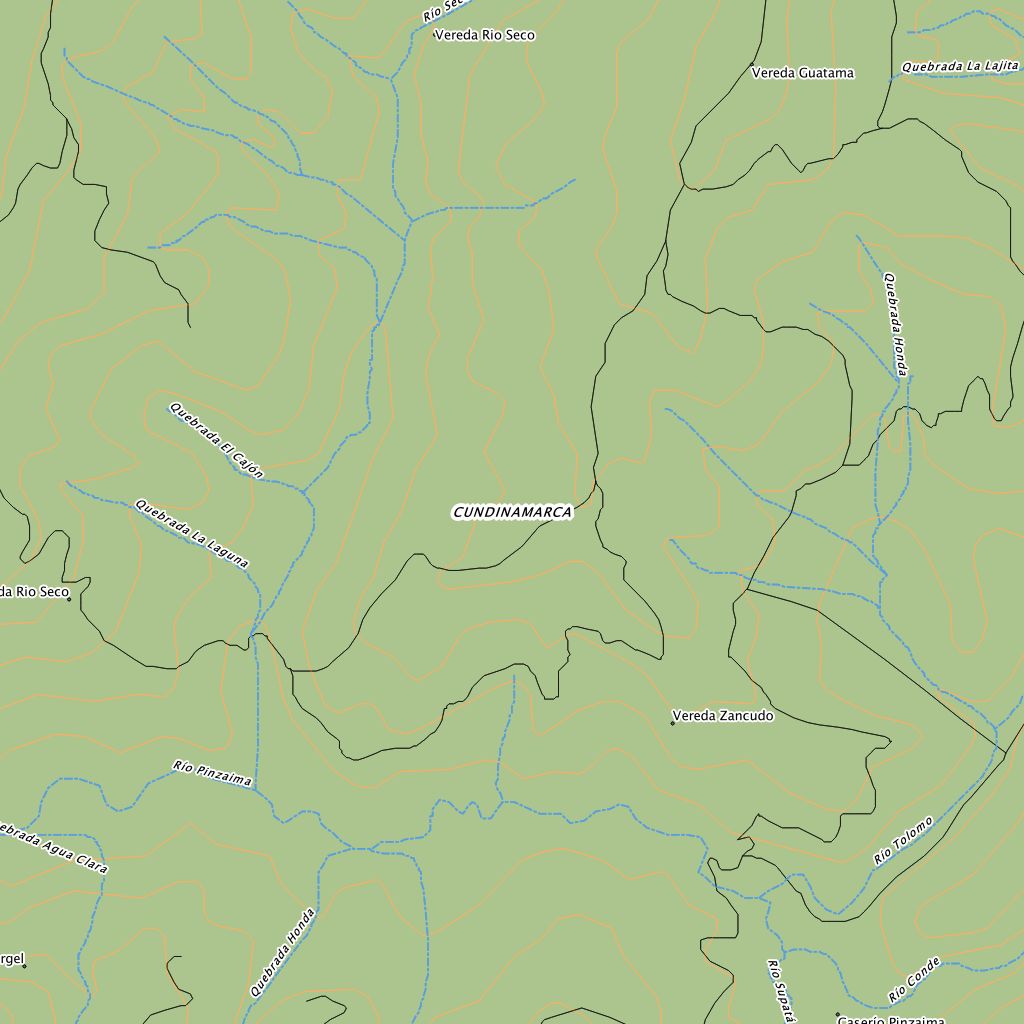 Río Sec
Vereda Rio Seco
Quebrada La Lajita
Vereda Guatama
Quebrada Honda
Quebrada El Cajón
Quebrada La Laguna
CUNDINAMARCA
da Rio Seco
Vereda Zancudo
Río Pinzaima
ebrada Agua Clara
Río Tolomo
Quebrada Honda
rgel
Río Supatá
Río Conde
Caserío Pinzaima